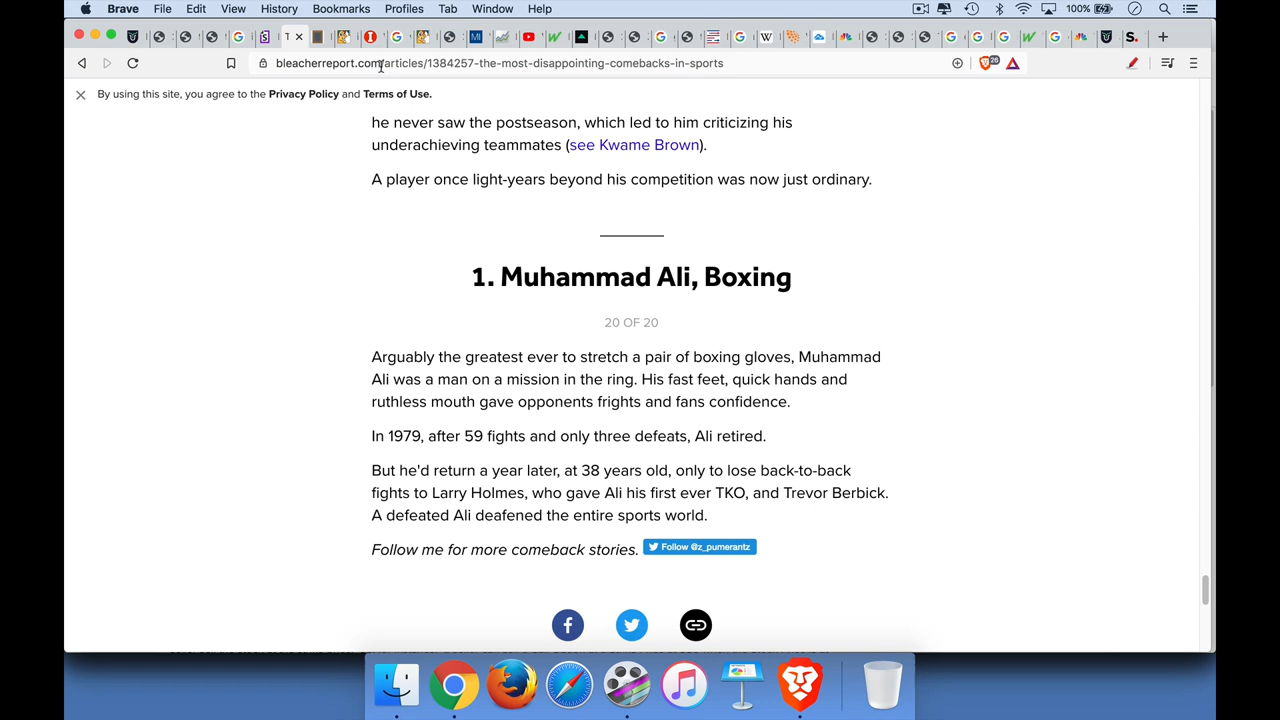 Brave File Edit View History Bookmarks Profiles Tab Window Help 100%
T
MI
W
S.
bleacherreport.com/articles/1384257-the-most-disappointing-comebacks-in-sports
26
By using this site, you agree to the Privacy Policy and Terms of Use.
he never saw the postseason, which led to him criticizing his
underachieving teammates (see Kwame Brown).
A player once light-years beyond his competition was now just ordinary.
1. Muhammad Ali, Boxing
20 OF 20
Arguably the greatest ever to stretch a pair of boxing gloves, Muhammad
Ali was a man on a mission in the ring. His fast feet, quick hands and
ruthless mouth gave opponents frights and fans confidence.
In 1979, after 59 fights and only three defeats, Ali retired.
But he'd return a year later, at 38 years old, only to lose back-to-back
fights to Larry Holmes, who gave Ali his first ever TKO, and Trevor Berbick.
A defeated Ali deafened the entire sports world.
Follow me for more comeback stories. Follow @z_pumerantz